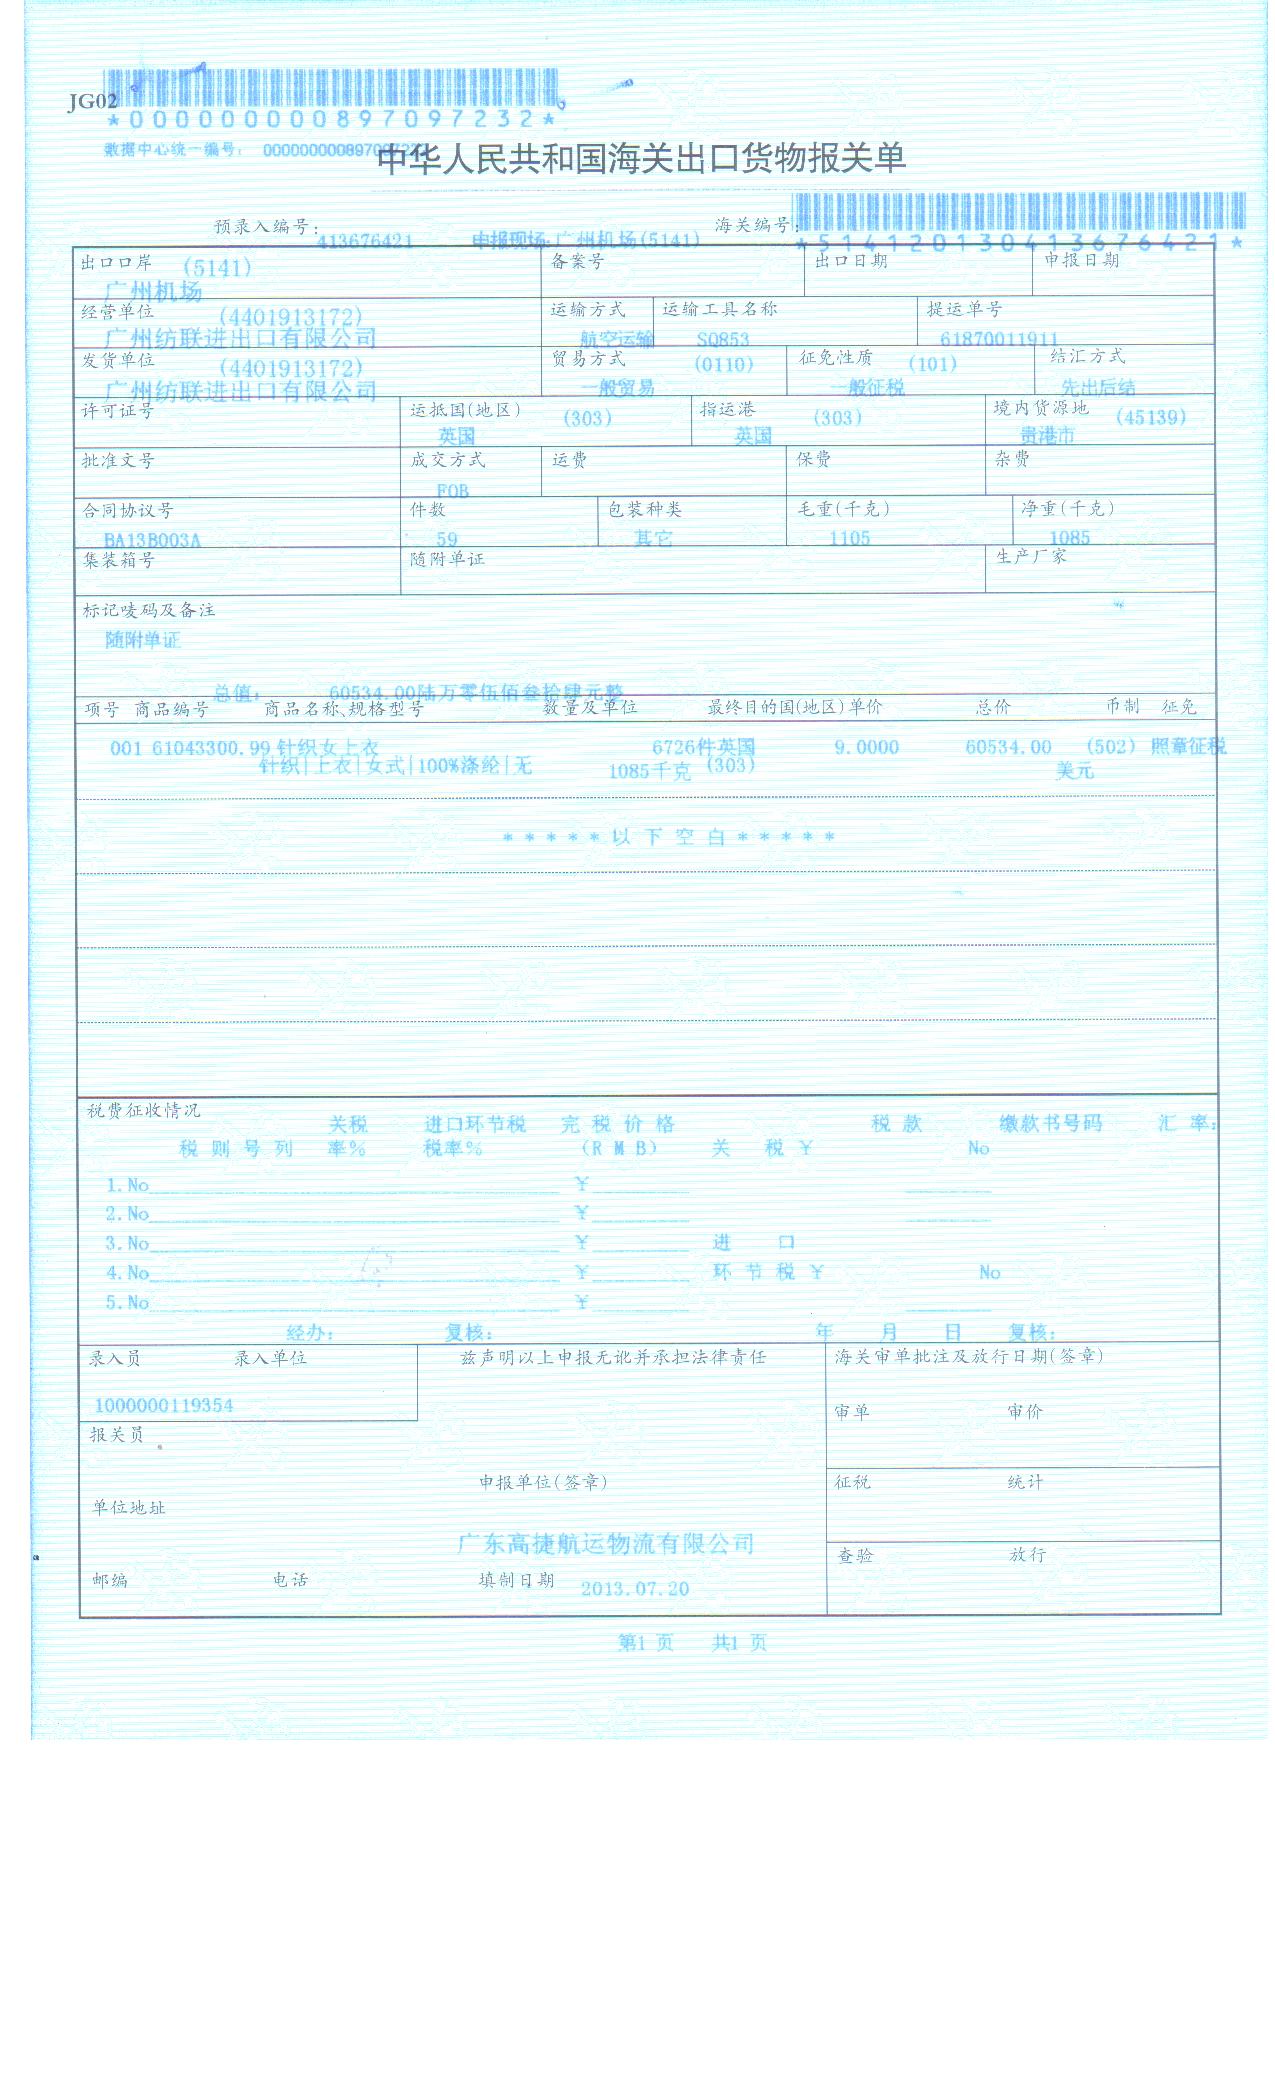 JG02
*000000000897097232*
数据中心统一编号: 000000000897097232
中华人民共和国海关出口货物报关单
预录入编号: 413676421 申报现场:广州机场(5141) 海关编号:
*514120130413676421*
出口口岸 (5141) 备案号 出口日期 申报日期
广州机场
经营单位 (4401913172) 运输方式 运输工具名称 提运单号
广州纺联进出口有限公司 航空运输 SQ853 61870011911
发货单位 (4401913172) 贸易方式 (0110) 征免性质 (101) 结汇方式
广州纺联进出口有限公司 一般贸易 一般征税 先出后结
许可证号 运抵国(地区) (303) 指运港 (303) 境内货源地 (45139)
英国 英国 贵港市
批准文号 成交方式 运费 保费 杂费
FOB
合同协议号 件数 包装种类 毛重(千克) 净重(千克)
BA13B003A 59 其它 1105 1085
集装箱号 随附单证 生产厂家
标记唛码及备注
随附单证
总值: 60534.00陆万零伍佰叁拾肆元整
项号 商品编号 商品名称、规格型号 数量及单位 最终目的国(地区)单价 总价 币制 征免
001 61043300.99 针织女上衣 6726件英国 9.0000 60534.00 (502) 照章征税
针织|上衣|女式|100%涤纶|无 1085千克 (303) 美元
*****以下空白*****
税费征收情况
关税 进口环节税 完税价格 税款 缴款书号码 汇率:
税则号列 率% 税率% (RMB) 关 税¥ No
1.No ¥
2.No ¥
3.No ¥ 进 口
4.No ¥ 环节税¥ No
5.No ¥
经办: 复核: 年 月 日 复核:
录入员 录入单位 兹声明以上申报无讹并承担法律责任 海关审单批注及放行日期(签章)
1000000119354
审单 审价
报关员
申报单位(签章) 征税 统计
单位地址
广东高捷航运物流有限公司
查验 放行
邮编 电话 填制日期 2013.07.20
第1 页 共1 页